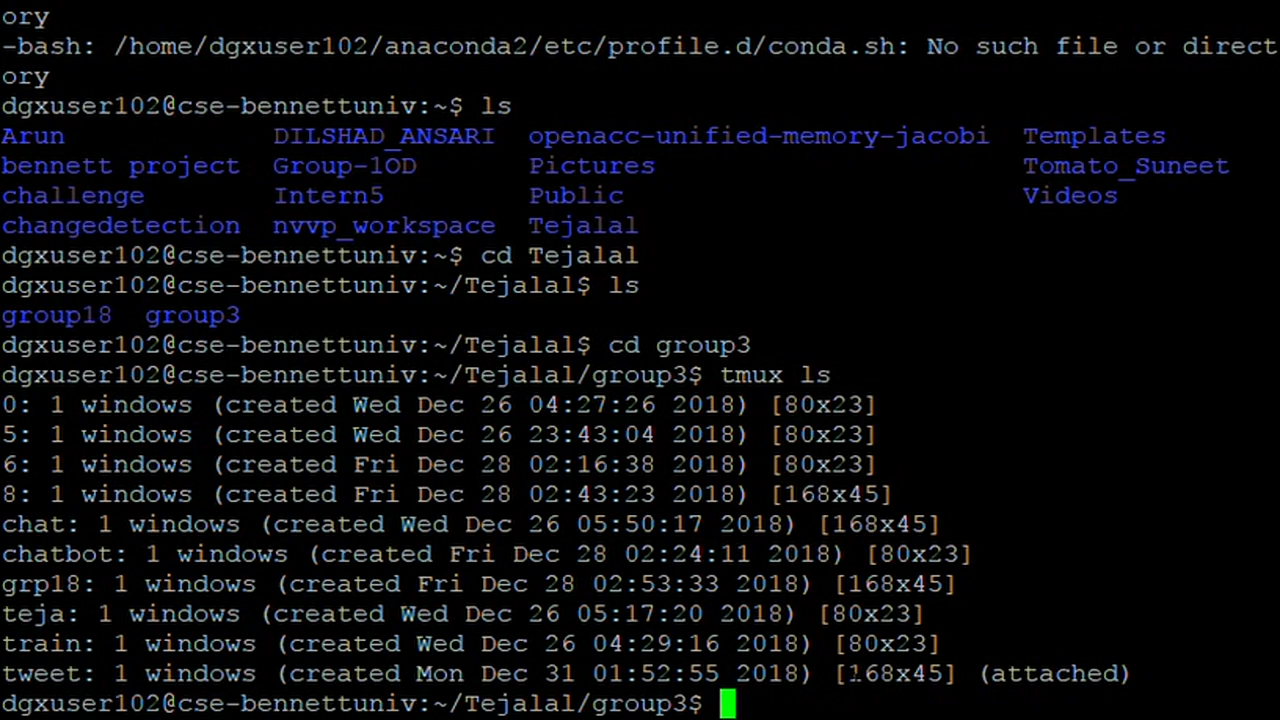 ory
-bash: /home/dgxuser102/anaconda2/etc/profile.d/conda.sh: No such file or direct
ory
dgxuser102@cse-bennettuniv:~$ ls
Arun DILSHAD_ANSARI openacc-unified-memory-jacobi Templates
bennett project Group-1OD Pictures Tomato_Suneet
challenge Intern5 Public Videos
changedetection nvvp_workspace Tejalal
dgxuser102@cse-bennettuniv:~$ cd Tejalal
dgxuser102@cse-bennettuniv:~/Tejalal$ ls
group18 group3
dgxuser102@cse-bennettuniv:~/Tejalal$ cd group3
dgxuser102@cse-bennettuniv:~/Tejalal/group3$ tmux ls
0: 1 windows (created Wed Dec 26 04:27:26 2018) [80x23]
5: 1 windows (created Wed Dec 26 23:43:04 2018) [80x23]
6: 1 windows (created Fri Dec 28 02:16:38 2018) [80x23]
8: 1 windows (created Fri Dec 28 02:43:23 2018) [168x45]
chat: 1 windows (created Wed Dec 26 05:50:17 2018) [168x45]
chatbot: 1 windows (created Fri Dec 28 02:24:11 2018) [80x23]
grp18: 1 windows (created Fri Dec 28 02:53:33 2018) [168x45]
teja: 1 windows (created Wed Dec 26 05:17:20 2018) [80x23]
train: 1 windows (created Wed Dec 26 04:29:16 2018) [80x23]
tweet: 1 windows (created Mon Dec 31 01:52:55 2018) [168x45] (attached)
dgxuser102@cse-bennettuniv:~/Tejalal/group3$